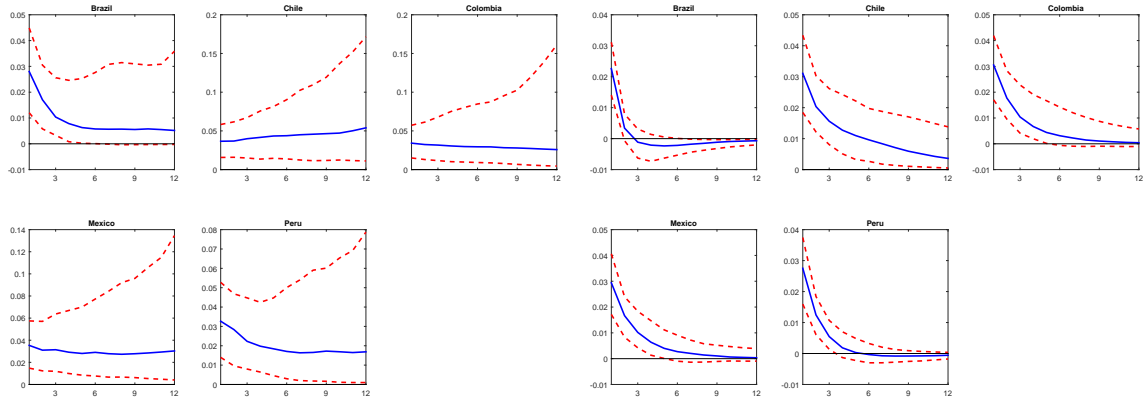 Brazil Chile Colombia Brazil Chile Colombia
0.05 0.2 0.2 0.04 0.05 0.05
0.04 0.03 0.04 0.04
0.03 0.15 0.15 0.02 0.03 0.03
0.02 0.1 0.1 0.01 0.02 0.02
0.01 0.05 0.05 0 0.01 0.01
0 0 0
-0.01 0 0 -0.01 -0.01 -0.01
3 6 9 12 3 6 9 12 3 6 9 12 3 6 9 12 3 6 9 12 3 6 9 12
Mexico Peru Mexico Peru
0.14 0.08 0.05 0.04
0.12 0.07 0.04 0.03
0.1 0.06 0.03 0.02
0.08 0.05 0.02 0.01
0.06 0.04 0.01 0
0.04 0.03 0
0.02 0.02
0.01
0 0 -0.01 -0.01
3 6 9 12 3 6 9 12 3 6 9 12 3 6 9 12